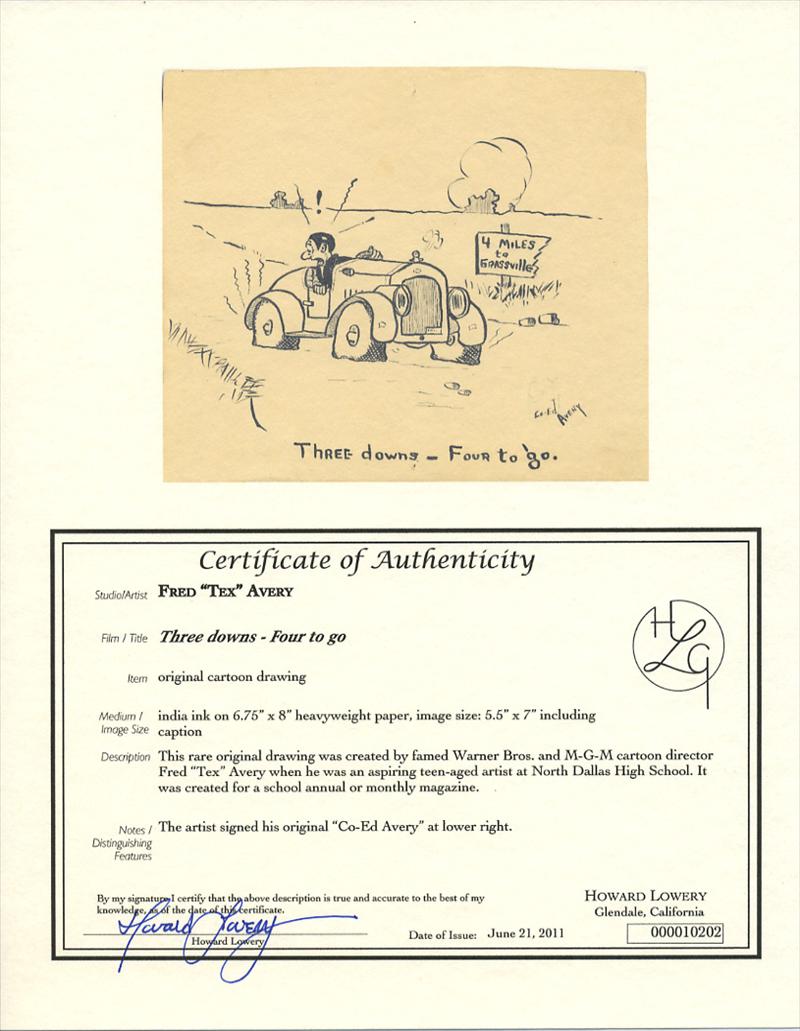 !
4 MILES
to
GRASSVILLE
Co-Ed
AVERY
THREE downs - FOUR to go.
Certificate of Authenticity
Studio/Artist FRED “TEX” AVERY
Film / Title Three downs - Four to go
Item original cartoon drawing
Medium / Image Size india ink on 6.75” x 8” heavyweight paper, image size: 5.5” x 7” including
caption
Description This rare original drawing was created by famed Warner Bros. and M-G-M cartoon director
Fred “Tex” Avery when he was an aspiring teen-aged artist at North Dallas High School. It
was created for a school annual or monthly magazine.
Notes / Distinguishing Features The artist signed his original “Co-Ed Avery” at lower right.
HLG
By my signature I certify that the above description is true and accurate to the best of my
knowledge, as of the date of this certificate.
Howard Lowery
Howard Lowery
Date of Issue: June 21, 2011
HOWARD LOWERY
Glendale, California
000010202